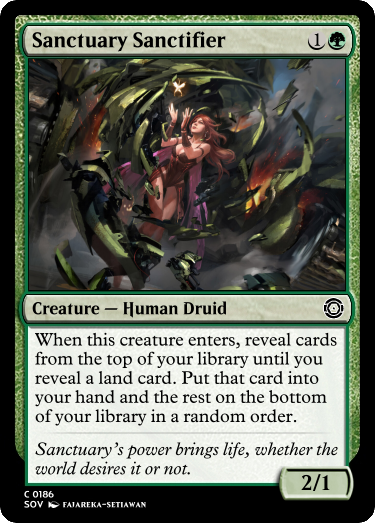 Sanctuary Sanctifier 1
Creature — Human Druid
When this creature enters, reveal cards
from the top of your library until you
reveal a land card. Put that card into
your hand and the rest on the bottom
of your library in a random order.
Sanctuary's power brings life, whether the
world desires it or not.
2/1
C 0186
SOV FAJAREKA-SETIAWAN